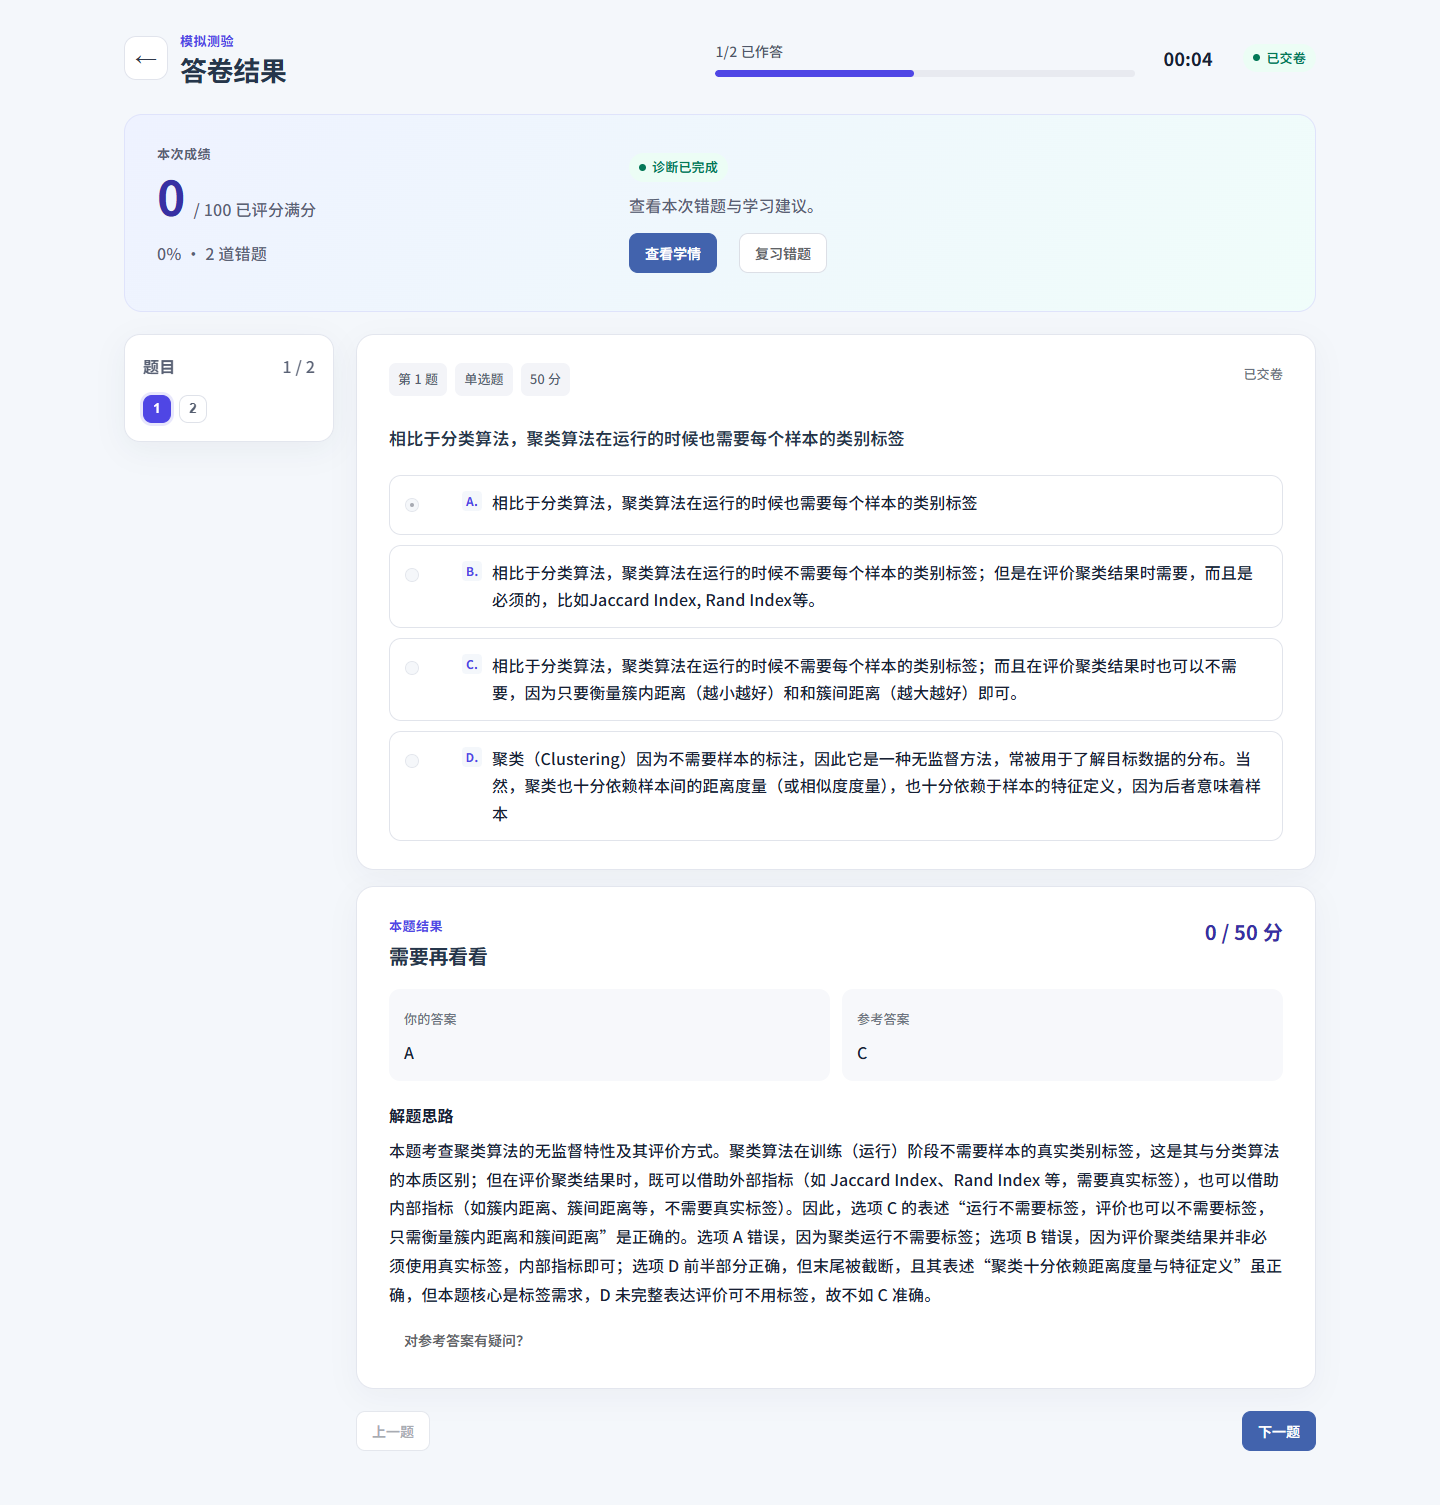 ←
模拟测验
答卷结果
1/2 已作答
00:04
已交卷
本次成绩
0 / 100 已评分满分
0% · 2 道错题
诊断已完成
查看本次错题与学习建议。
查看学情
复习错题
题目
1 / 2
1
2
第 1 题
单选题
50 分
已交卷
相比于分类算法，聚类算法在运行的时候也需要每个样本的类别标签
A. 相比于分类算法，聚类算法在运行的时候也需要每个样本的类别标签
B. 相比于分类算法，聚类算法在运行的时候不需要每个样本的类别标签；但是在评价聚类结果时需要，而且是
必须的，比如Jaccard Index, Rand Index等。
C. 相比于分类算法，聚类算法在运行的时候不需要每个样本的类别标签；而且在评价聚类结果时也可以不需
要，因为只要衡量簇内距离（越小越好）和和簇间距离（越大越好）即可。
D. 聚类（Clustering）因为不需要样本的标注，因此它是一种无监督方法，常被用于了解目标数据的分布。当
然，聚类也十分依赖样本间的距离度量（或相似度度量），也十分依赖于样本的特征定义，因为后者意味着样
本
本题结果
需要再看看
0 / 50 分
你的答案
A
参考答案
C
解题思路
本题考查聚类算法的无监督特性及其评价方式。聚类算法在训练（运行）阶段不需要样本的真实类别标签，这是其与分类算法
的本质区别；但在评价聚类结果时，既可以借助外部指标（如 Jaccard Index、Rand Index 等，需要真实标签），也可以借助
内部指标（如簇内距离、簇间距离等，不需要真实标签）。因此，选项 C 的表述“运行不需要标签，评价也可以不需要标签，
只需衡量簇内距离和簇间距离”是正确的。选项 A 错误，因为聚类运行不需要标签；选项 B 错误，因为评价聚类结果并非必
须使用真实标签，内部指标即可；选项 D 前半部分正确，但末尾被截断，且其表述“聚类十分依赖距离度量与特征定义”虽正
确，但本题核心是标签需求，D 未完整表达评价可不用标签，故不如 C 准确。
对参考答案有疑问？
上一题
下一题